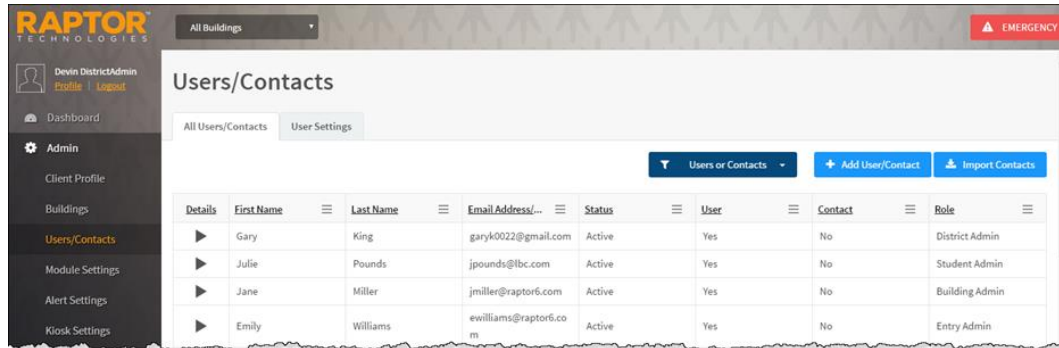 RAPTOR™
TECHNOLOGIES
All Buildings
EMERGENCY
Devin DistrictAdmin
Profile | Logout
Dashboard
Admin
Client Profile
Buildings
Users/Contacts
Module Settings
Alert Settings
Kiosk Settings
Users/Contacts
All Users/Contacts User Settings
Users or Contacts + Add User/Contact Import Contacts
Details First Name Last Name Email Address/... Status User Contact Role
Gary King garyk0022@gmail.com Active Yes No District Admin
Julie Pounds jpounds@lbc.com Active Yes No Student Admin
Jane Miller jmiller@raptor6.com Active Yes No Building Admin
Emily Williams ewilliams@raptor6.co Active Yes No Entry Admin
m